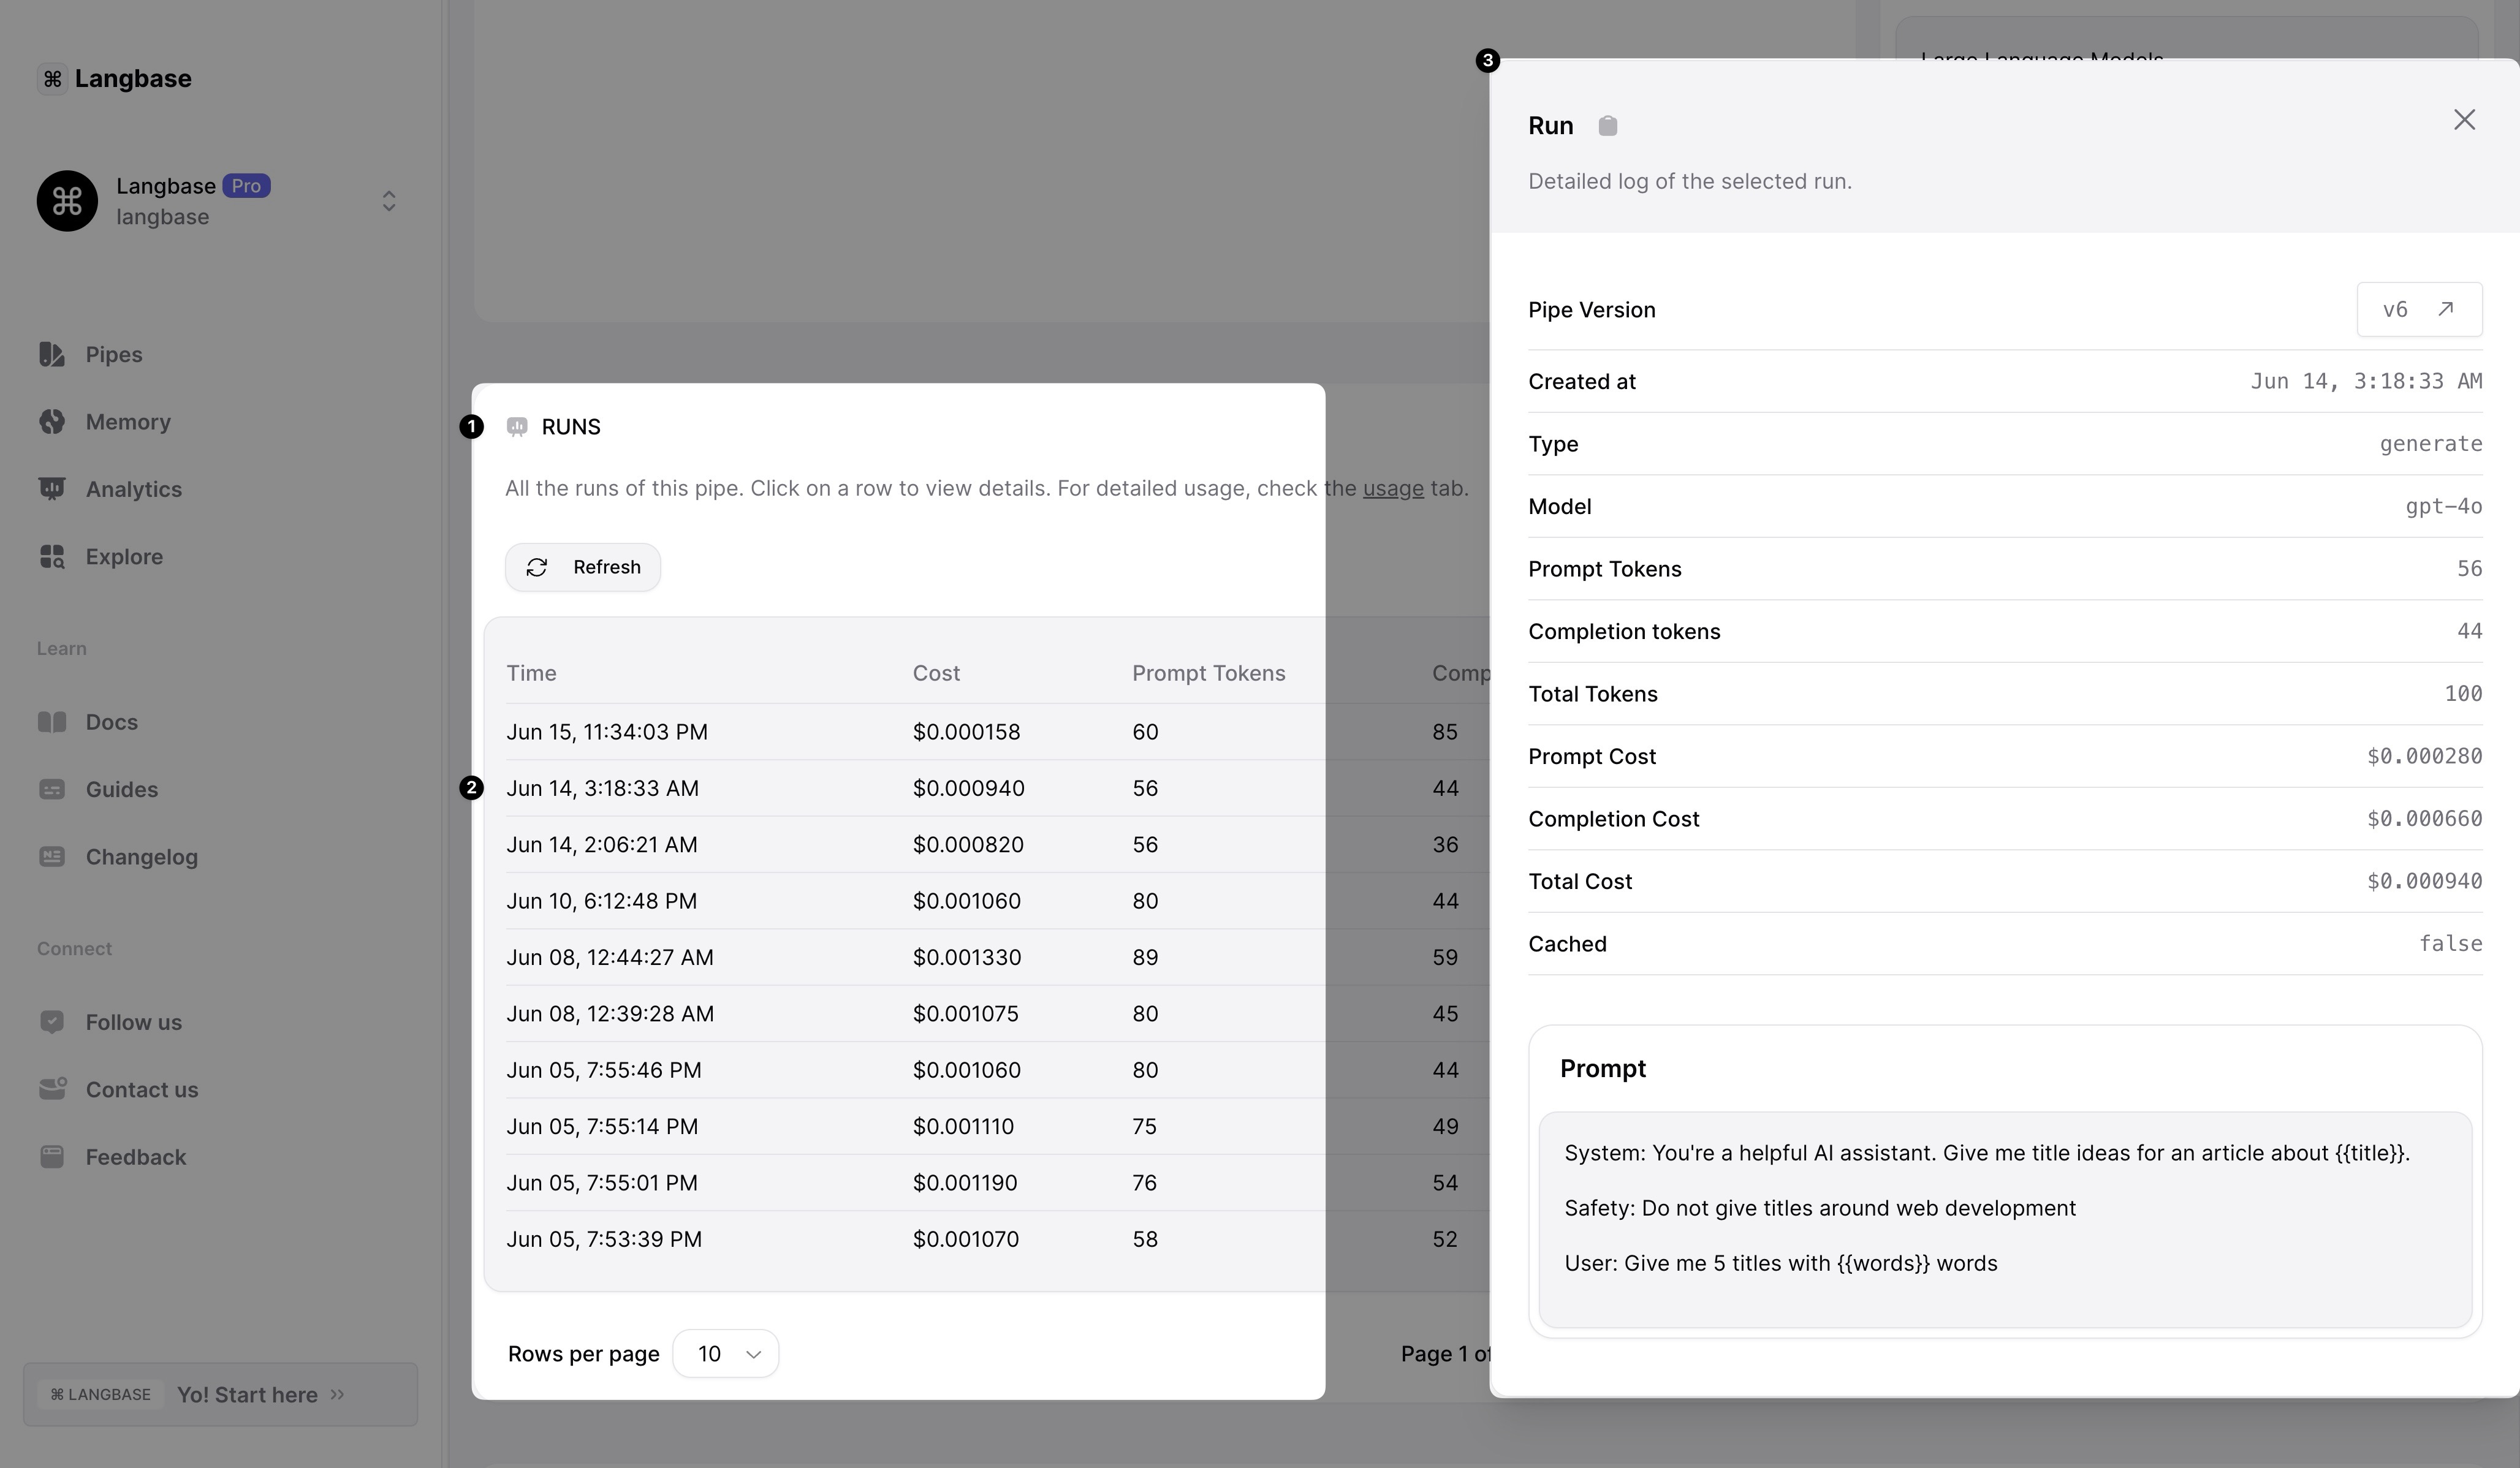 Langbase
Langbase Pro
langbase
Pipes
Memory
Analytics
Explore
Learn
Docs
Guides
Changelog
Connect
Follow us
Contact us
Feedback
⌘ LANGBASE Yo! Start here
1 RUNS
All the runs of this pipe. Click on a row to view details. For detailed usage, check the usage tab.
Refresh
Time Cost Prompt Tokens Comp
Jun 15, 11:34:03 PM $0.000158 60 85
2 Jun 14, 3:18:33 AM $0.000940 56 44
Jun 14, 2:06:21 AM $0.000820 56 36
Jun 10, 6:12:48 PM $0.001060 80 44
Jun 08, 12:44:27 AM $0.001330 89 59
Jun 08, 12:39:28 AM $0.001075 80 45
Jun 05, 7:55:46 PM $0.001060 80 44
Jun 05, 7:55:14 PM $0.001110 75 49
Jun 05, 7:55:01 PM $0.001190 76 54
Jun 05, 7:53:39 PM $0.001070 58 52
Rows per page 10 Page 1 of
Large Language Models
3
Run
Detailed log of the selected run.
Pipe Version v6
Created at Jun 14, 3:18:33 AM
Type generate
Model gpt-4o
Prompt Tokens 56
Completion tokens 44
Total Tokens 100
Prompt Cost $0.000280
Completion Cost $0.000660
Total Cost $0.000940
Cached false
Prompt
System: You're a helpful AI assistant. Give me title ideas for an article about {{title}}.
Safety: Do not give titles around web development
User: Give me 5 titles with {{words}} words